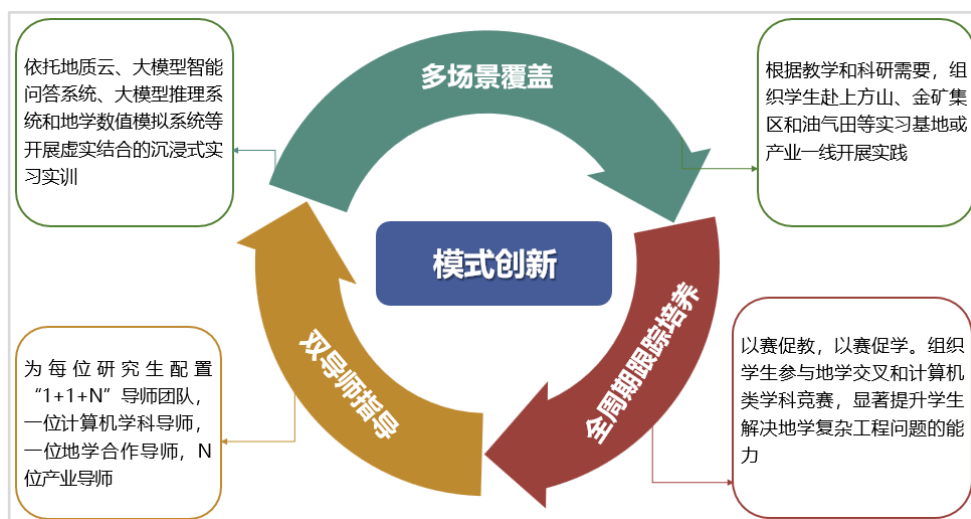 依托地质云、大模型智能
问答系统、大模型推理系
统和地学数值模拟系统等
开展虚实结合的沉浸式实
习实训
多场景覆盖
根据教学和科研需要，组
织学生赴上方山、金矿集
区和油气田等实习基地或
产业一线开展实践
模式创新
双导师指导
全周期跟踪培养
为每位研究生配置
“1+1+N”导师团队，
一位计算机学科导师，
一位地学合作导师，N
位产业导师
以赛促教，以赛促学。组织
学生参与地学交叉和计算机
类学科竞赛，显著提升学生
解决地学复杂工程问题的能
力